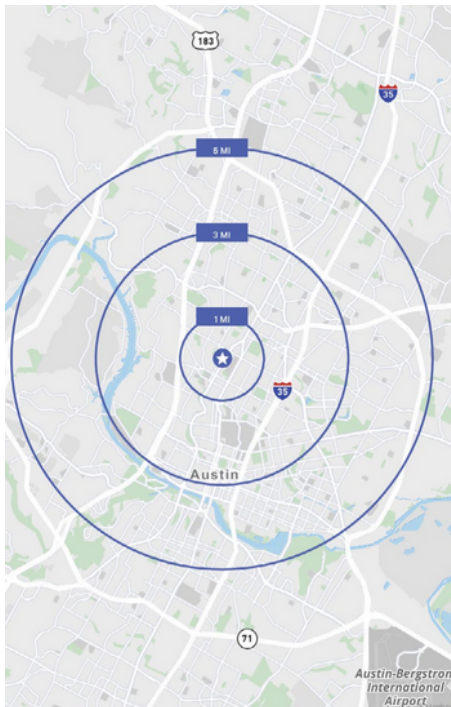 183
35
5 MI
3 MI
1 MI
35
Austin
71
Austin-Bergstrom
International
Airport